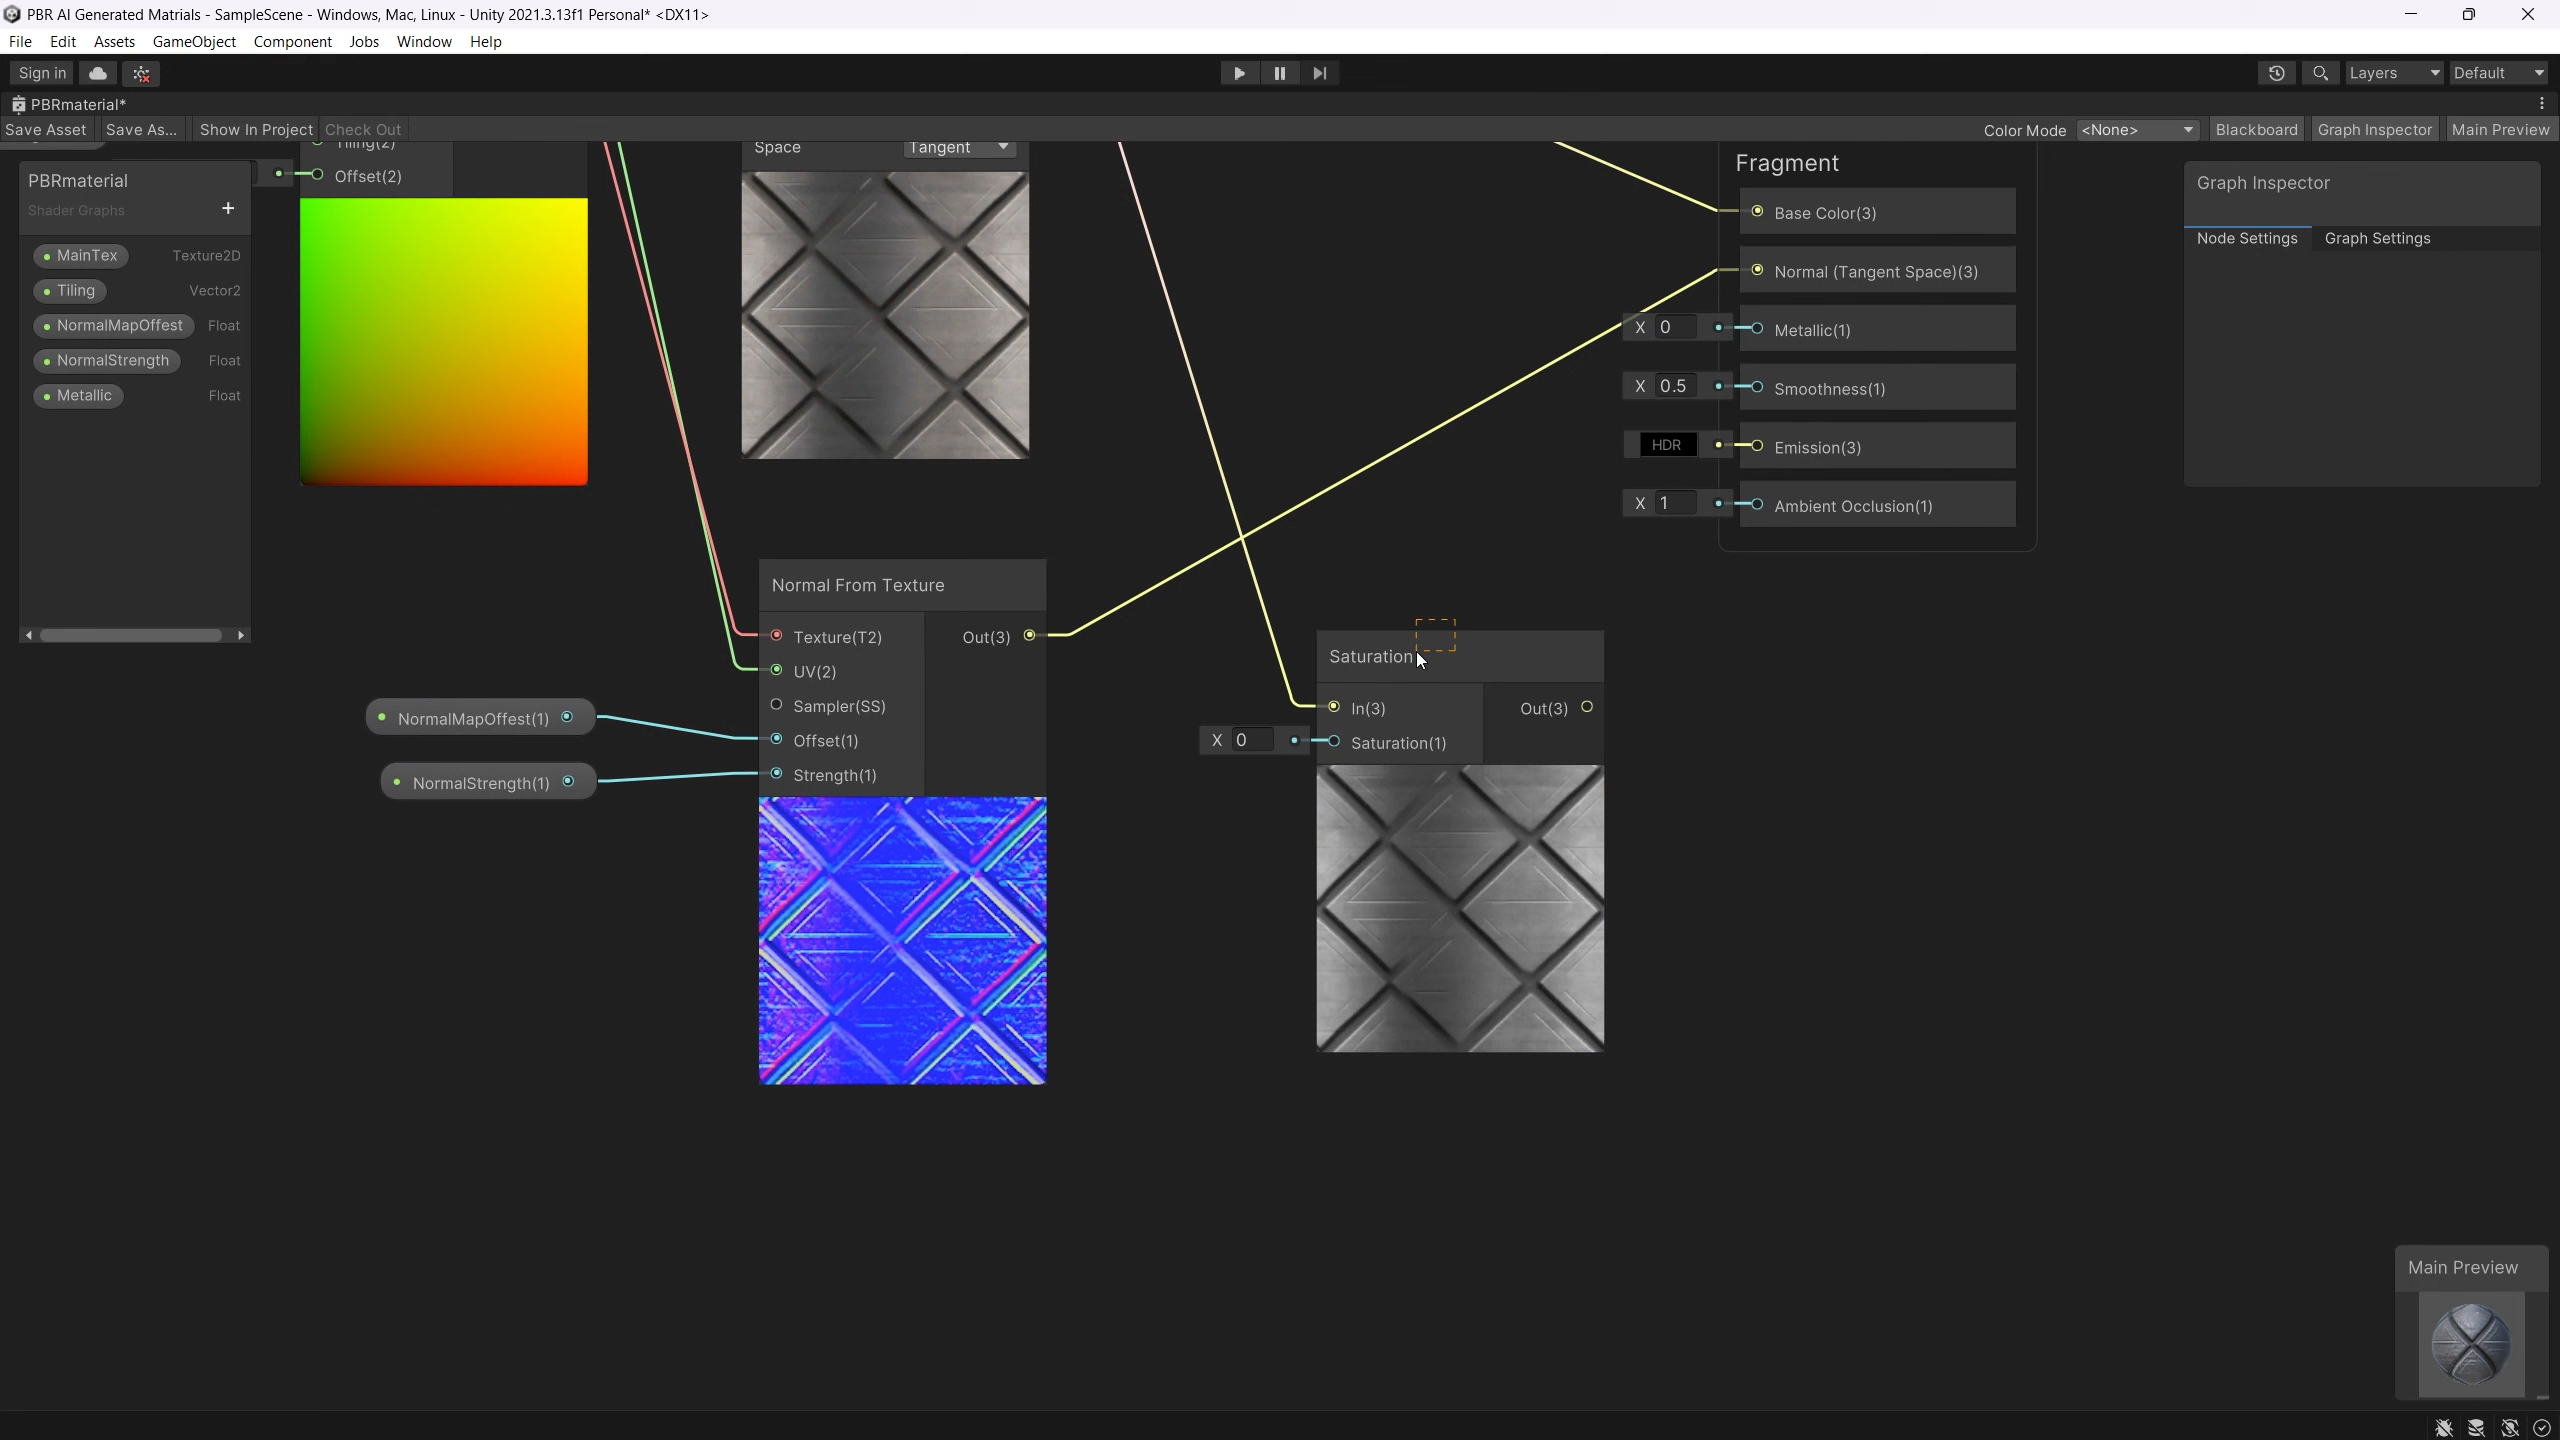 PBR AI Generated Matrials - SampleScene - Windows, Mac, Linux - Unity 2021.3.13f1 Personal* <DX11>
File Edit Assets GameObject Component Jobs Window Help
Sign in
Layers
Default
PBRmaterial*
Save Asset
Save As...
Show In Project
Check Out
Color Mode
<None>
Blackboard
Graph Inspector
Main Preview
PBRmaterial
Shader Graphs
+
MainTex Texture2D
Tiling Vector2
NormalMapOffest Float
NormalStrength Float
Metallic Float
Tiling(2)
Offset(2)
Space Tangent
Fragment
Base Color(3)
Normal (Tangent Space)(3)
X 0 Metallic(1)
X 0.5 Smoothness(1)
HDR Emission(3)
X 1 Ambient Occlusion(1)
Graph Inspector
Node Settings Graph Settings
Normal From Texture
Texture(T2) Out(3)
UV(2)
Sampler(SS)
Offset(1)
Strength(1)
NormalMapOffest(1)
NormalStrength(1)
Saturation
In(3) Out(3)
X 0 Saturation(1)
Main Preview